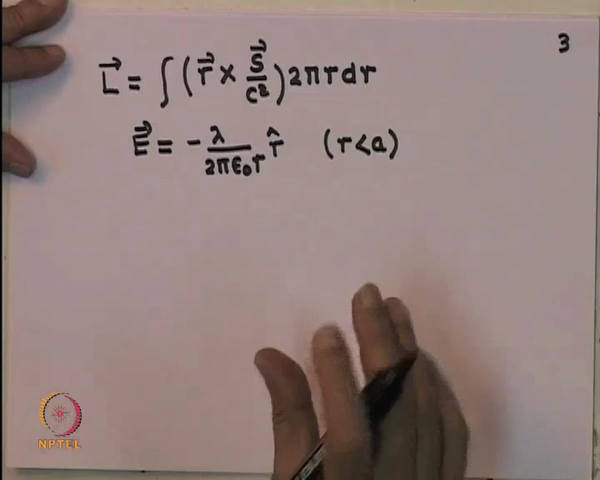 3
L⃗ = ∫ (r⃗ × S⃗/c²) 2πr dr
E⃗ = - λ/2πε₀r r̂ (r<a)
NPTEL